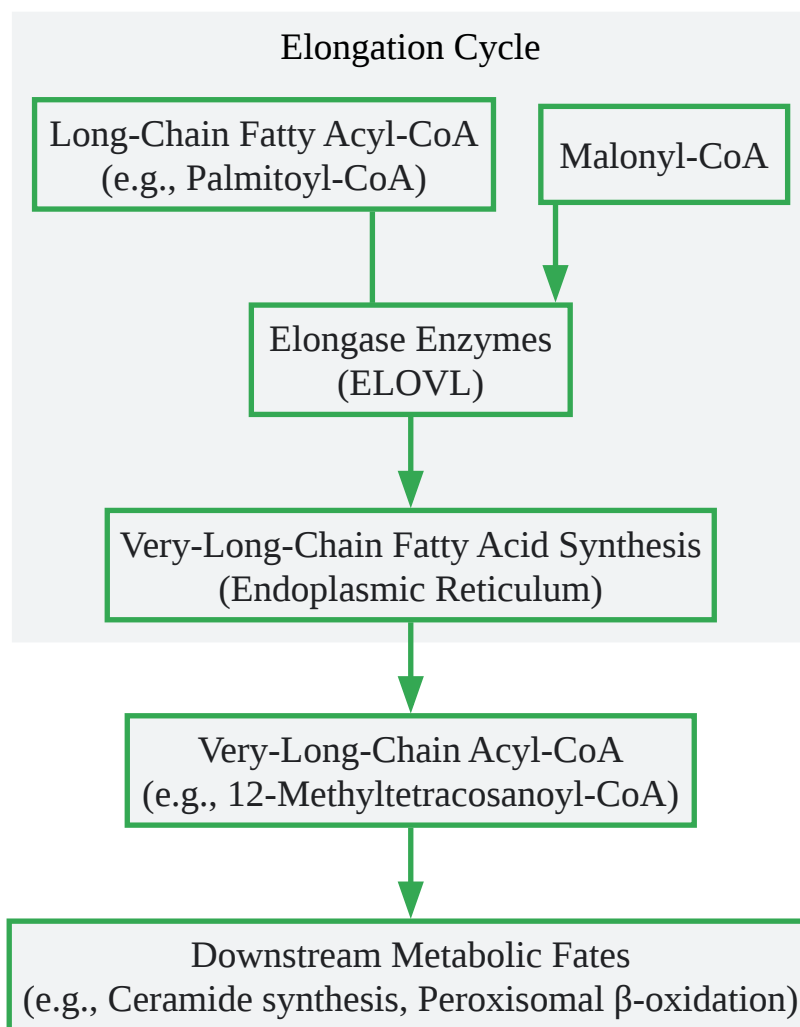 Elongation Cycle
Long-Chain Fatty Acyl-CoA
(e.g., Palmitoyl-CoA)
Malonyl-CoA
Elongase Enzymes
(ELOVL)
Very-Long-Chain Fatty Acid Synthesis
(Endoplasmic Reticulum)
Very-Long-Chain Acyl-CoA
(e.g., 12-Methyltetracosanoyl-CoA)
Downstream Metabolic Fates
(e.g., Ceramide synthesis, Peroxisomal β-oxidation)